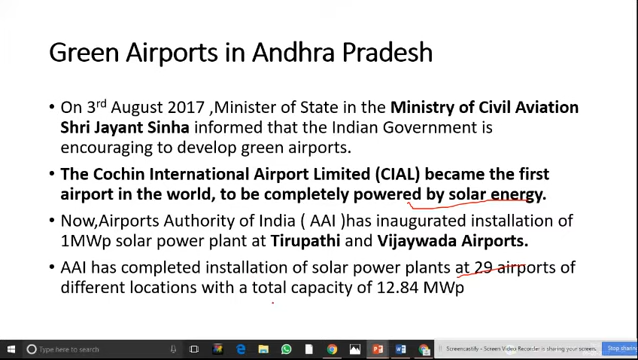 Green Airports in Andhra Pradesh
• On 3rd August 2017 ,Minister of State in the Ministry of Civil Aviation
Shri Jayant Sinha informed that the Indian Government is
encouraging to develop green airports.
• The Cochin International Airport Limited (CIAL) became the first
airport in the world, to be completely powered by solar energy.
• Now,Airports Authority of India ( AAI )has inaugurated installation of
1MWp solar power plant at Tirupathi and Vijaywada Airports.
• AAI has completed installation of solar power plants at 29 airports of
different locations with a total capacity of 12.84 MWp
Type here to search
Screencastify - Screen Video Recorder is sharing your screen.
Stop sharing